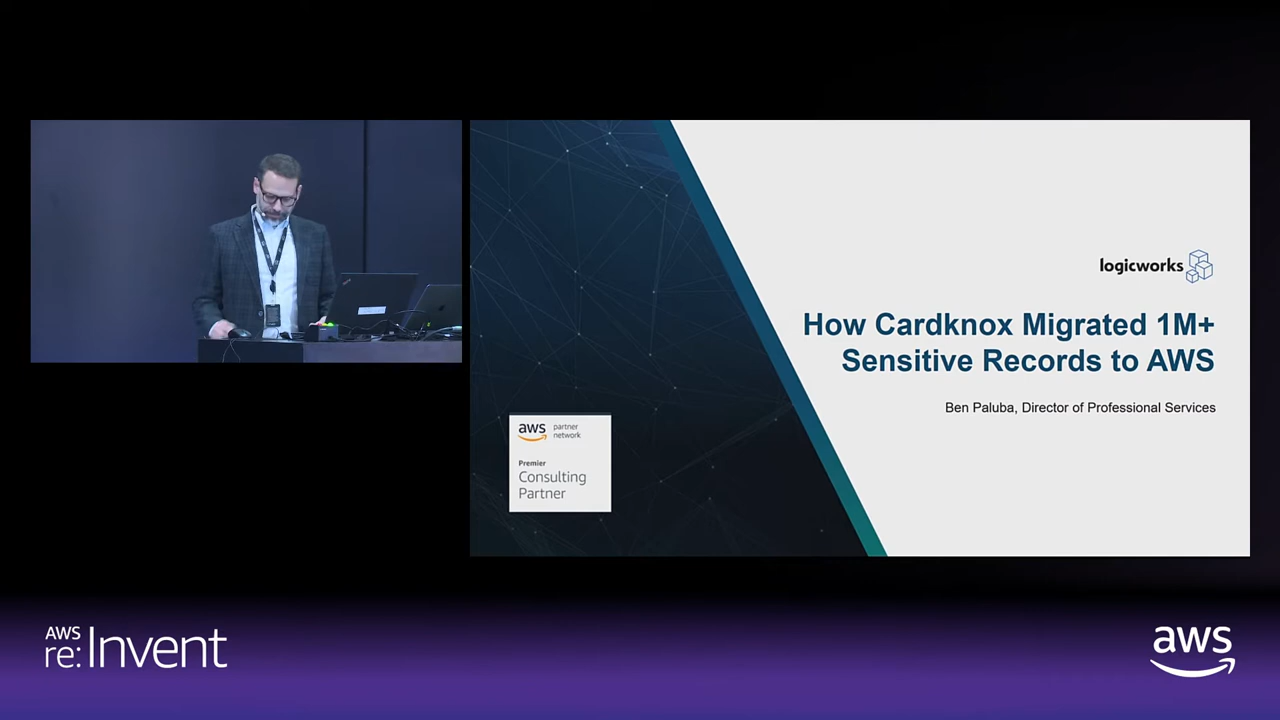 logicworks
How Cardknox Migrated 1M+
Sensitive Records to AWS
Ben Paluba, Director of Professional Services
aws partner
network
Premier
Consulting
Partner
AWS
re:Invent
aws